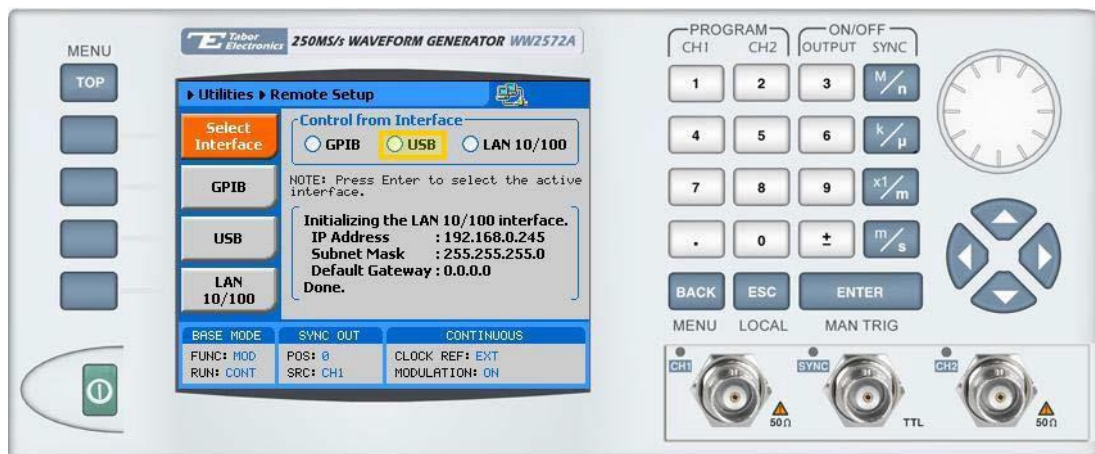 MENU
TOP
Tabor Electronics 250MS/s WAVEFORM GENERATOR WW2572A
Utilities Remote Setup
Select
Interface
GPIB
USB
LAN
10/100
Control from Interface
GPIB USB LAN 10/100
NOTE: Press Enter to select the active
interface.
Initializing the LAN 10/100 interface.
IP Address : 192.168.0.245
Subnet Mask : 255.255.255.0
Default Gateway : 0.0.0.0
Done.
BASE MODE SYNC OUT CONTINUOUS
FUNC: MOD POS: 0 CLOCK REF: EXT
RUN: CONT SRC: CH1 MODULATION: ON
PROGRAM ON/OFF
CH1 CH2 OUTPUT SYNC
1 2 3 M/n
4 5 6 k/µ
7 8 9 x1/m
. 0 ± m/s
BACK ESC ENTER
MENU LOCAL MAN TRIG
CH1 SYNC CH2
50Ω TTL 50Ω